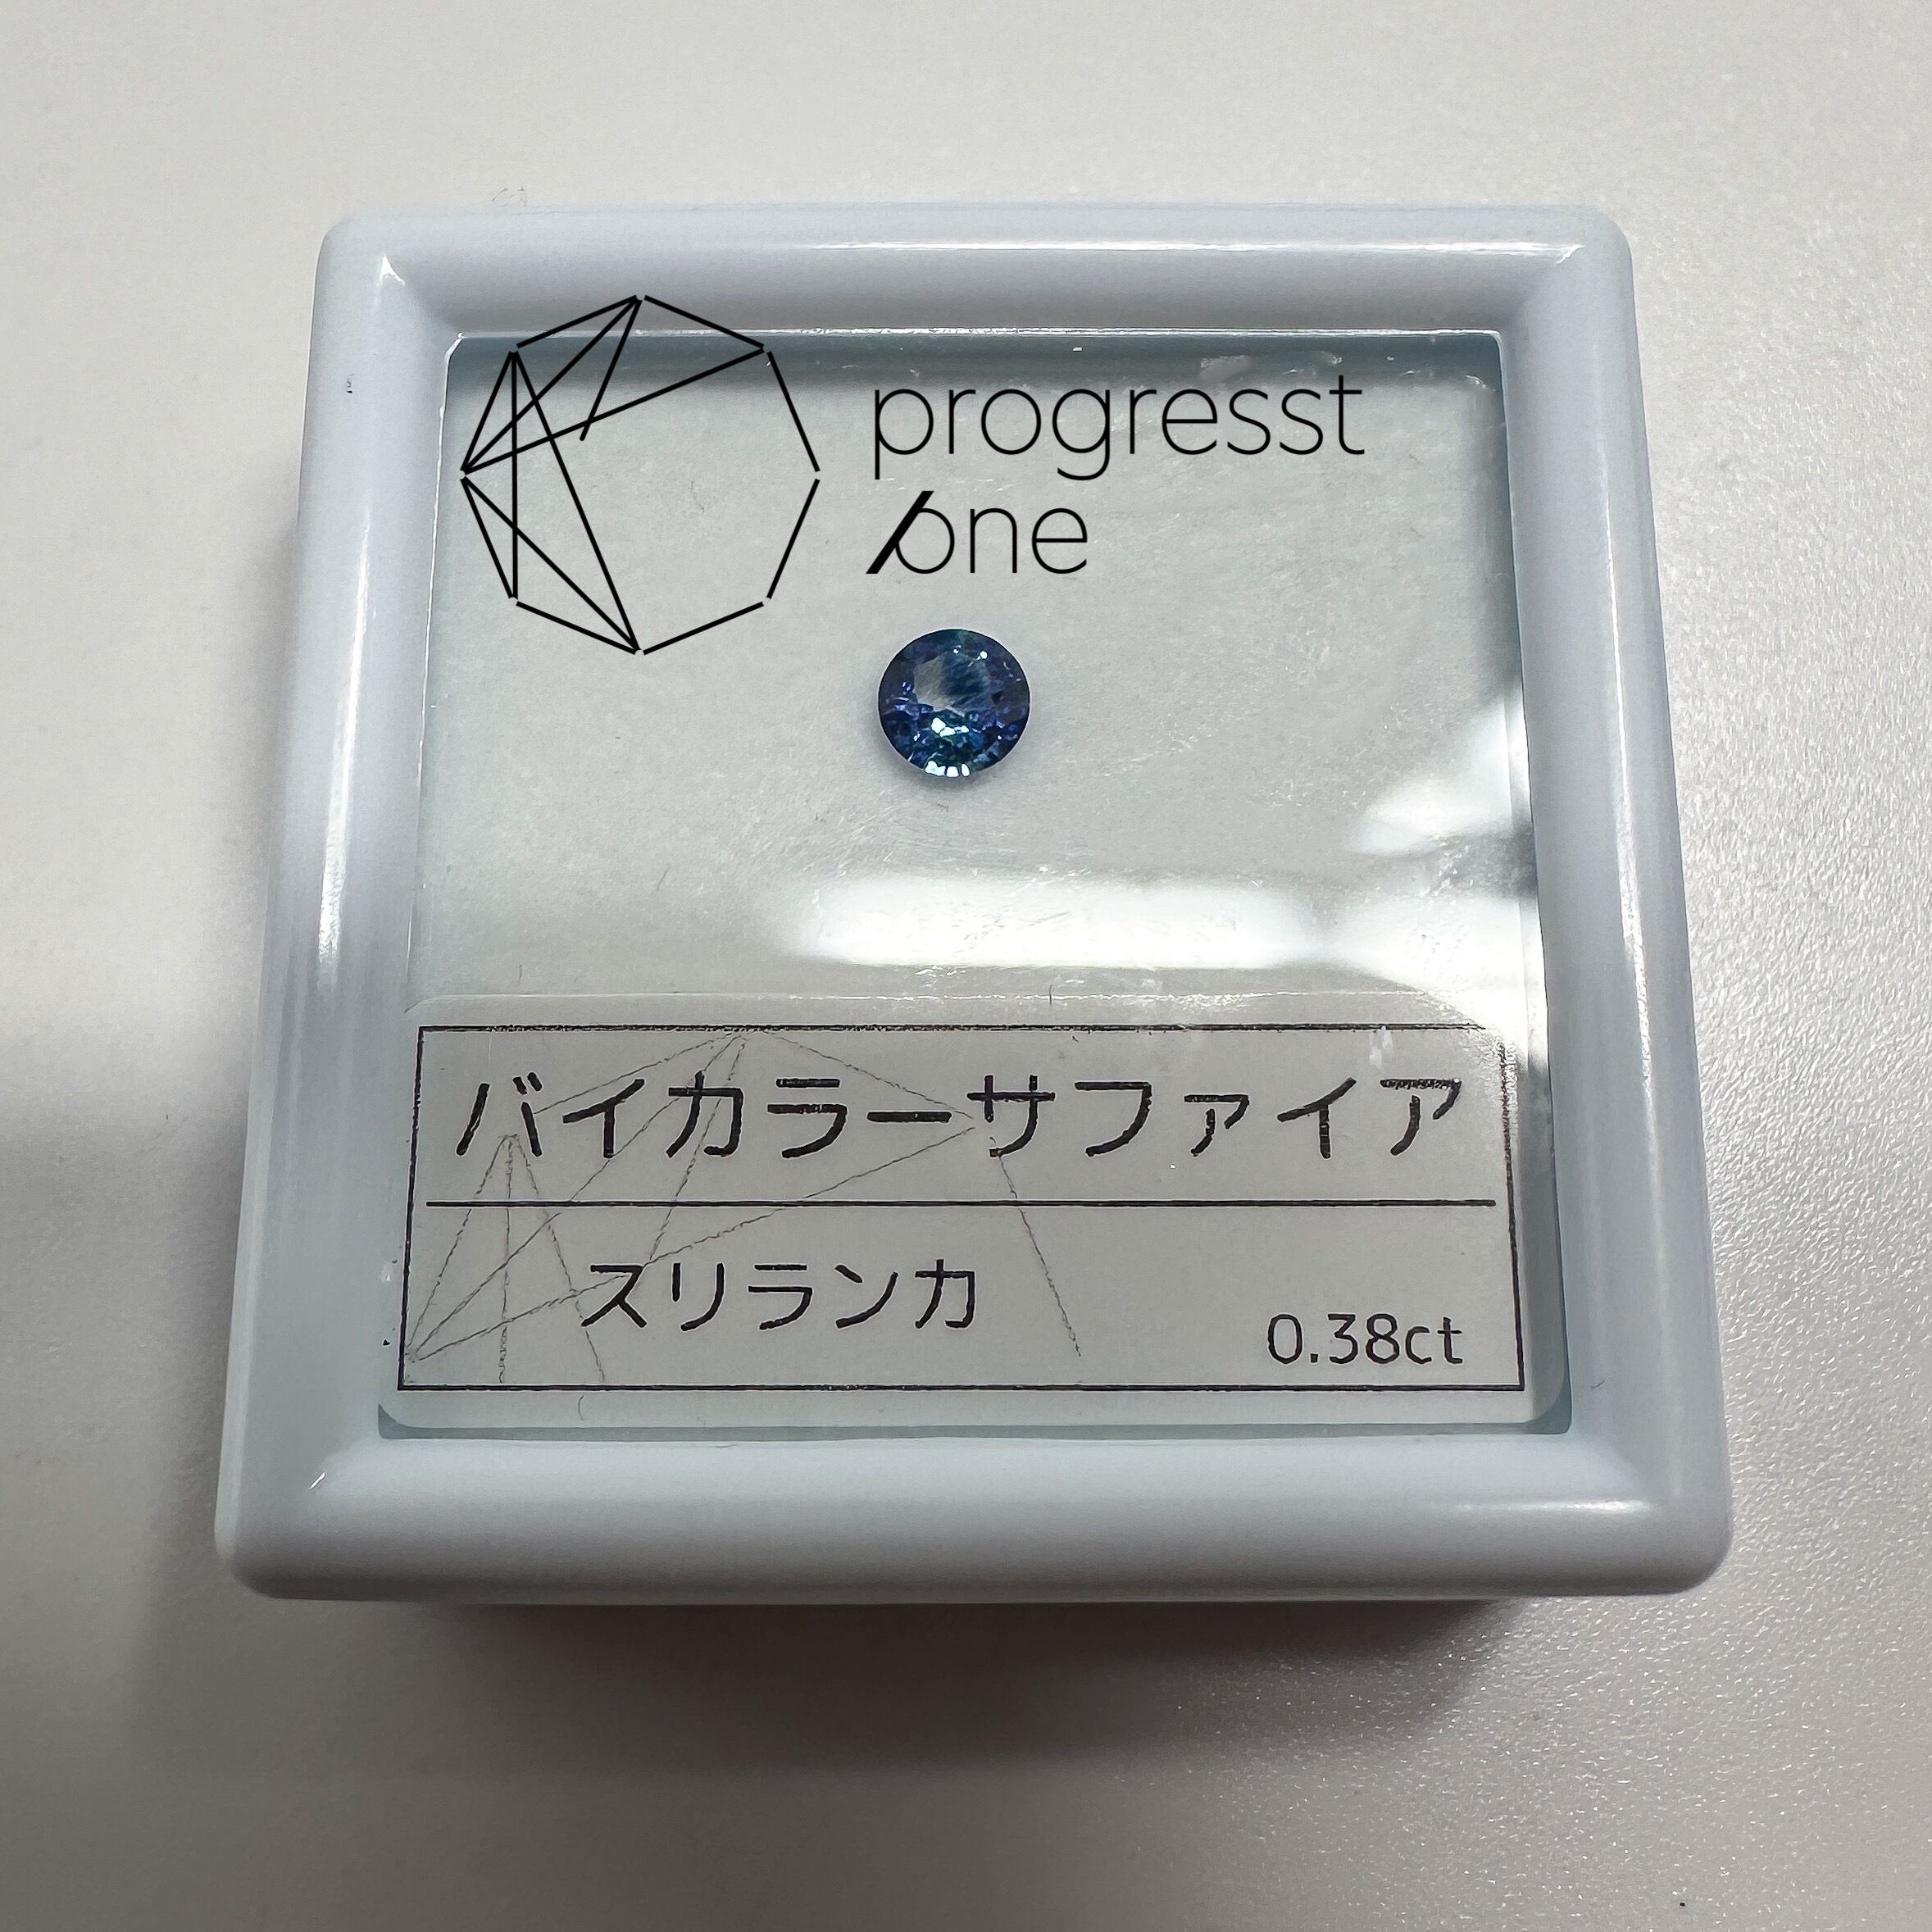 progresst
one
バイカラーサファイア
スリランカ
0.38ct